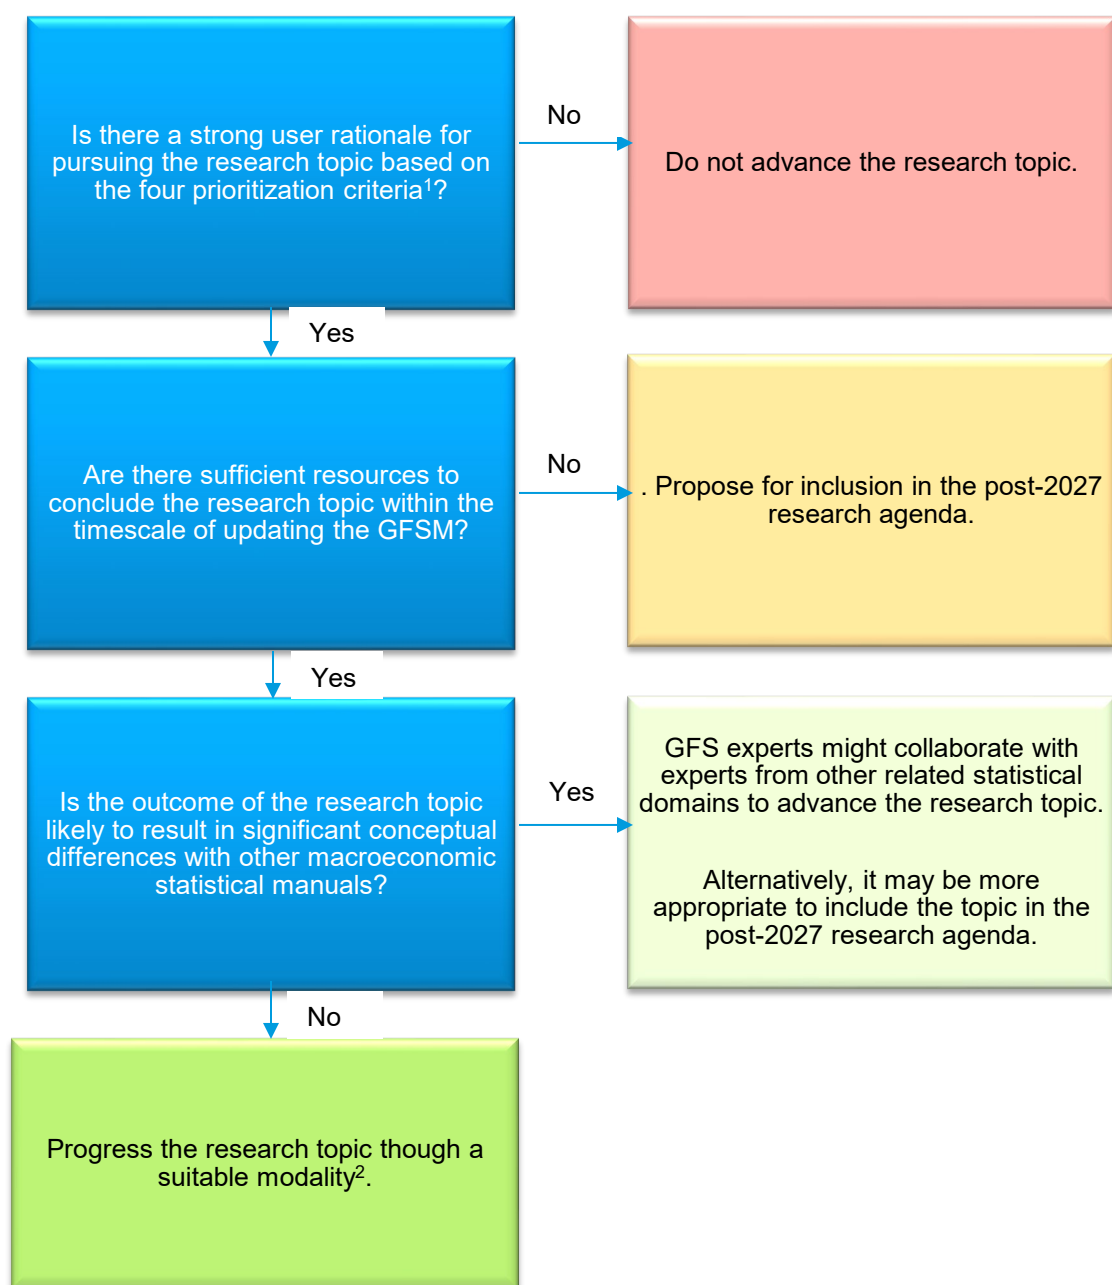 Is there a strong user rationale for
pursuing the research topic based on
the four prioritization criteria¹?
No
Do not advance the research topic.
Yes
Are there sufficient resources to
conclude the research topic within the
timescale of updating the GFSM?
No
. Propose for inclusion in the post-2027
research agenda.
Yes
Is the outcome of the research topic
likely to result in significant conceptual
differences with other macroeconomic
statistical manuals?
Yes
GFS experts might collaborate with
experts from other related statistical
domains to advance the research topic.
Alternatively, it may be more
appropriate to include the topic in the
post-2027 research agenda.
No
Progress the research topic though a
suitable modality².